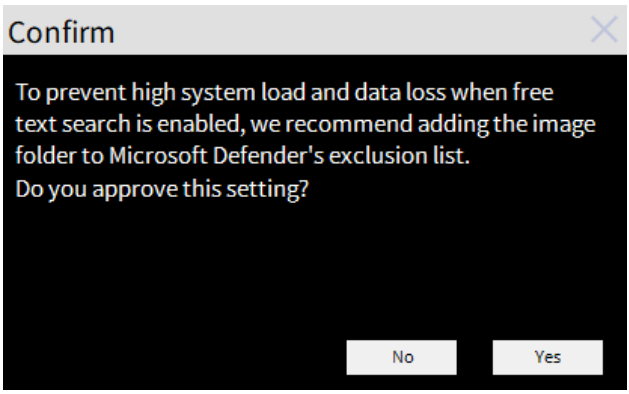 Confirm
To prevent high system load and data loss when free
text search is enabled, we recommend adding the image
folder to Microsoft Defender's exclusion list.
Do you approve this setting?
No
Yes